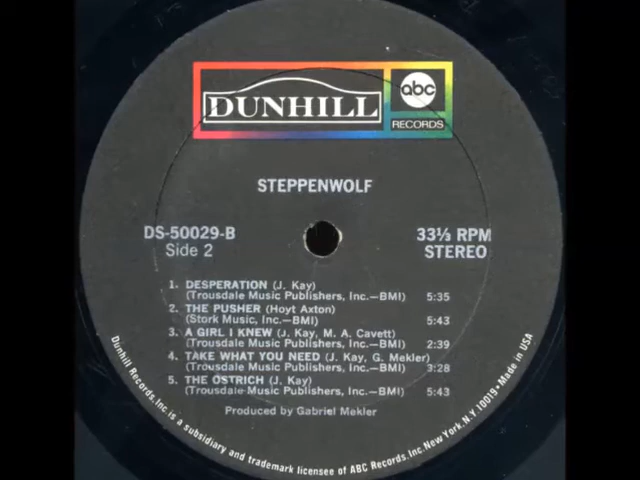 DUNHILL
abc
RECORDS
STEPPENWOLF
DS-50029-B
Side 2
33⅓ RPM
STEREO
1. DESPERATION (J. Kay)
(Trousdale Music Publishers, Inc.—BMI) 5:35
2. THE PUSHER (Hoyt Axton)
(Stork Music, Inc.—BMI) 5:43
3. A GIRL I KNEW (J. Kay, M. A. Cavett)
(Trousdale Music Publishers, Inc.—BMI) 2:39
4. TAKE WHAT YOU NEED (J. Kay, G. Mekler)
(Trousdale Music Publishers, Inc.—BMI) 3:28
5. THE OSTRICH (J. Kay)
(Trousdale Music Publishers, Inc.—BMI) 5:43
Produced by Gabriel Mekler
Dunhill Records, Inc. is a subsidiary and trademark licensee of ABC Records, Inc. New York, N.Y. 10019 • Made in USA